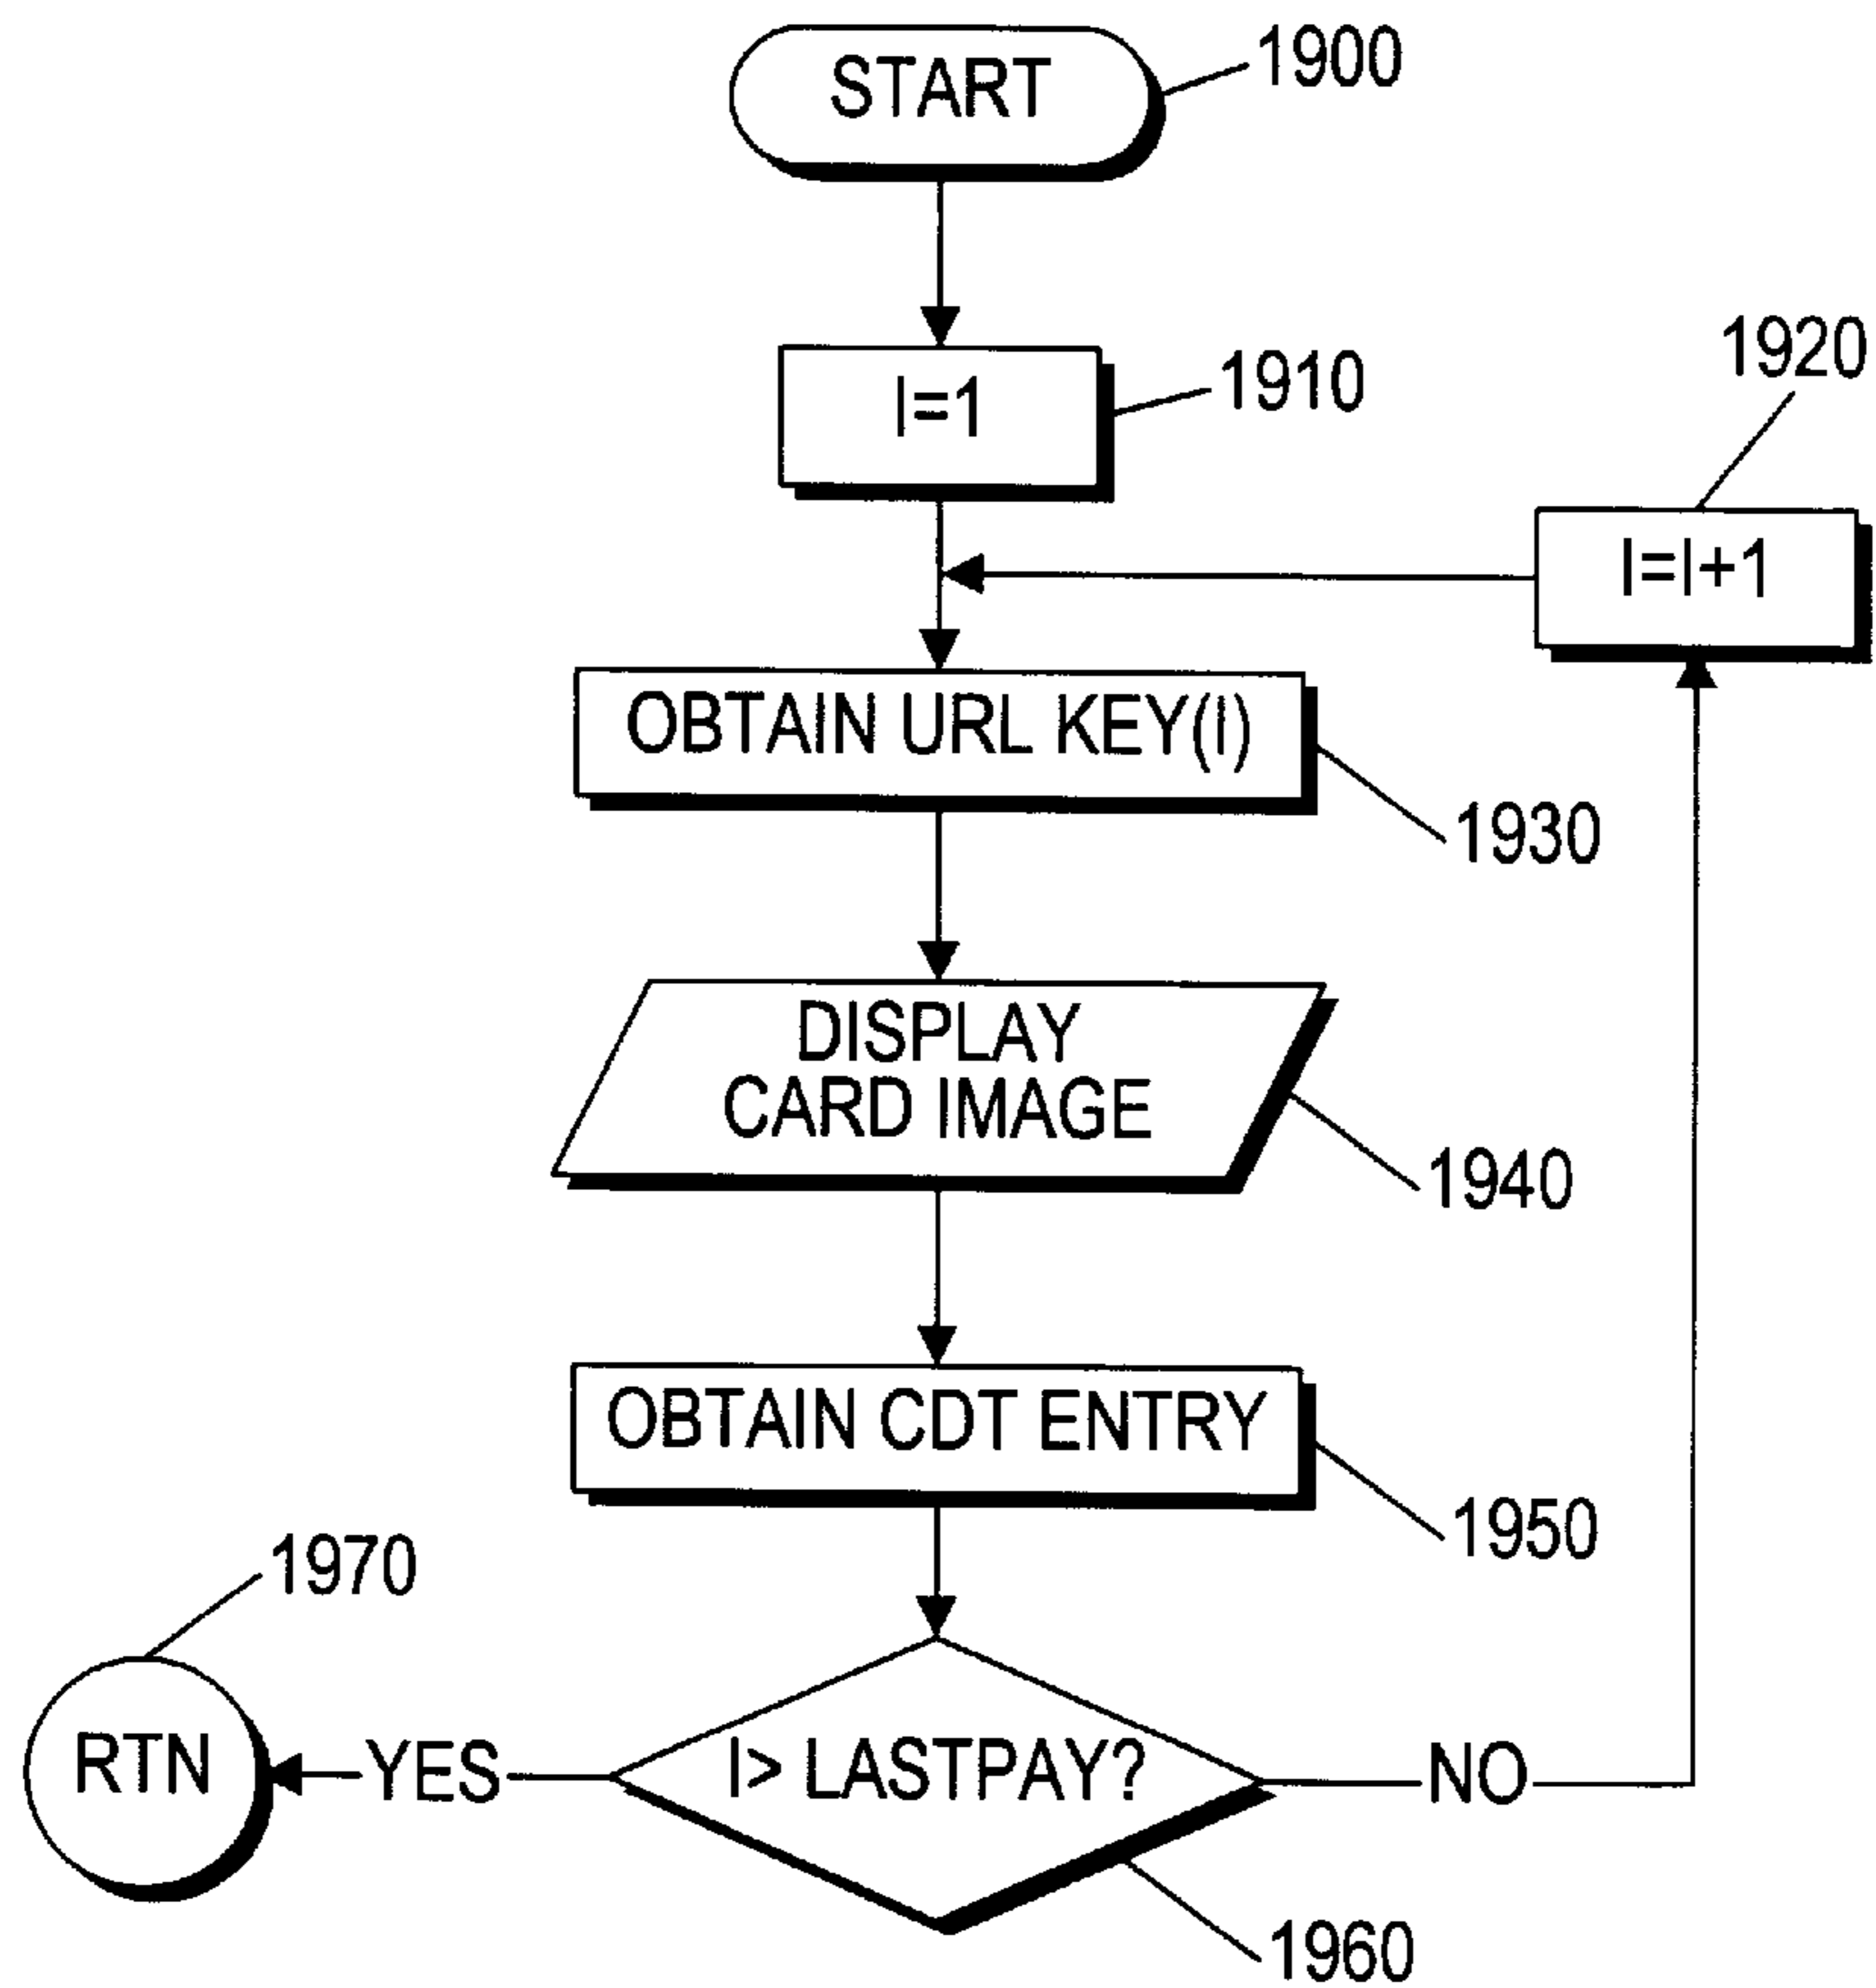 START
1900
I=1
1910
1920
I=I+1
OBTAIN URL KEY(I)
1930
DISPLAY
CARD IMAGE
1940
OBTAIN CDT ENTRY
1950
1970
RTN
YES
I> LASTPAY?
NO
1960